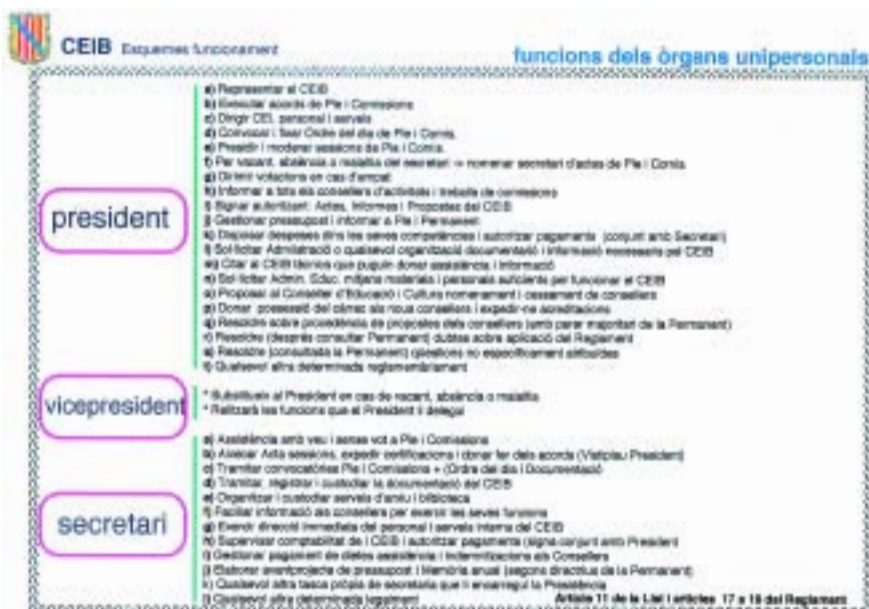 CEIB Esquemes funcionament
funcions dels òrgans unipersonals
president
a) Representar el CEIB
b) Executar acords de Ple i Comissions
c) Dirigir CEI, personal i serveis
d) Convocar i fixar Ordre del dia de Ple i Comis.
e) Presidir i moderar sessions de Ple i Comis.
f) Per vacant, absència o malaltia del secretari -> nomenar secretari d'actes de Ple i Comis.
g) Dirimir votacions en cas d'empat
h) Informar a tots els consellers d'activitats i treballs de comissions
i) Signar autoritzant: Actes, Informes i Propostes del CEIB
j) Gestionar pressupost i informar a Ple i Permanent
k) Disposar despeses dins les seves competències i autoritzar pagaments (conjunt amb Secretari)
l) Sol·licitar Administració o qualsevol organització documentació i informació necessaris pel CEIB
m) Citar al CEIB tècnics que puguin donar assistència i informació
n) Sol·licitar Admin. Educ. mitjans materials i personals suficients per funcionar el CEIB
o) Proposar al Conseller d'Educació i Cultura nomenament i cessament de consellers
p) Donar possessió del càrrec als nous consellers i expedir-ne acreditacions
q) Resoldre sobre procedència de propostes dels consellers (amb parer majoritari de la Permanent)
r) Resoldre (després consultar Permanent) dubtes sobre aplicació del Reglament
s) Resoldre (consultada la Permanent) qüestions no específicament atribuïdes
t) Qualsevol altra determinada reglamentàriament
vicepresident
* Substitueix al President en cas de vacant, absència o malaltia
* Relitzarà les funcions que el President li delegui
secretari
a) Assistència amb veu i sense vot a Ple i Comissions
b) Aixecar Acta sessions, expedir certificacions i donar fer dels acords (Vistiplau President)
c) Tramitar convocatòries Ple i Comissions + (Ordre del dia i Documentació
d) Tramitar, registrar i custodiar la documentació del CEIB
e) Organitzar i custodiar serveis d'arxiu i biblioteca
f) Facilitar informació als consellers per exercir les seves funcions
g) Exercir direcció immediata del personal i serveis interns del CEIB
h) Supervisar comptabilitat de l CEIB i autoritzar pagaments (signa conjunt amb President
i) Gestionar pagament de dietes assistència i indemnitzacions als Consellers
j) Elaborar avantprojecte de pressupost i Memòria anual (segons directrius de la Permanent)
k) Qualsevol altra tasca pròpia de secretaria que li encarregui la Presidència
l) Qualsevol altra determinada legalment
Article 11 de la Llei i articles 17 a 19 del Reglament